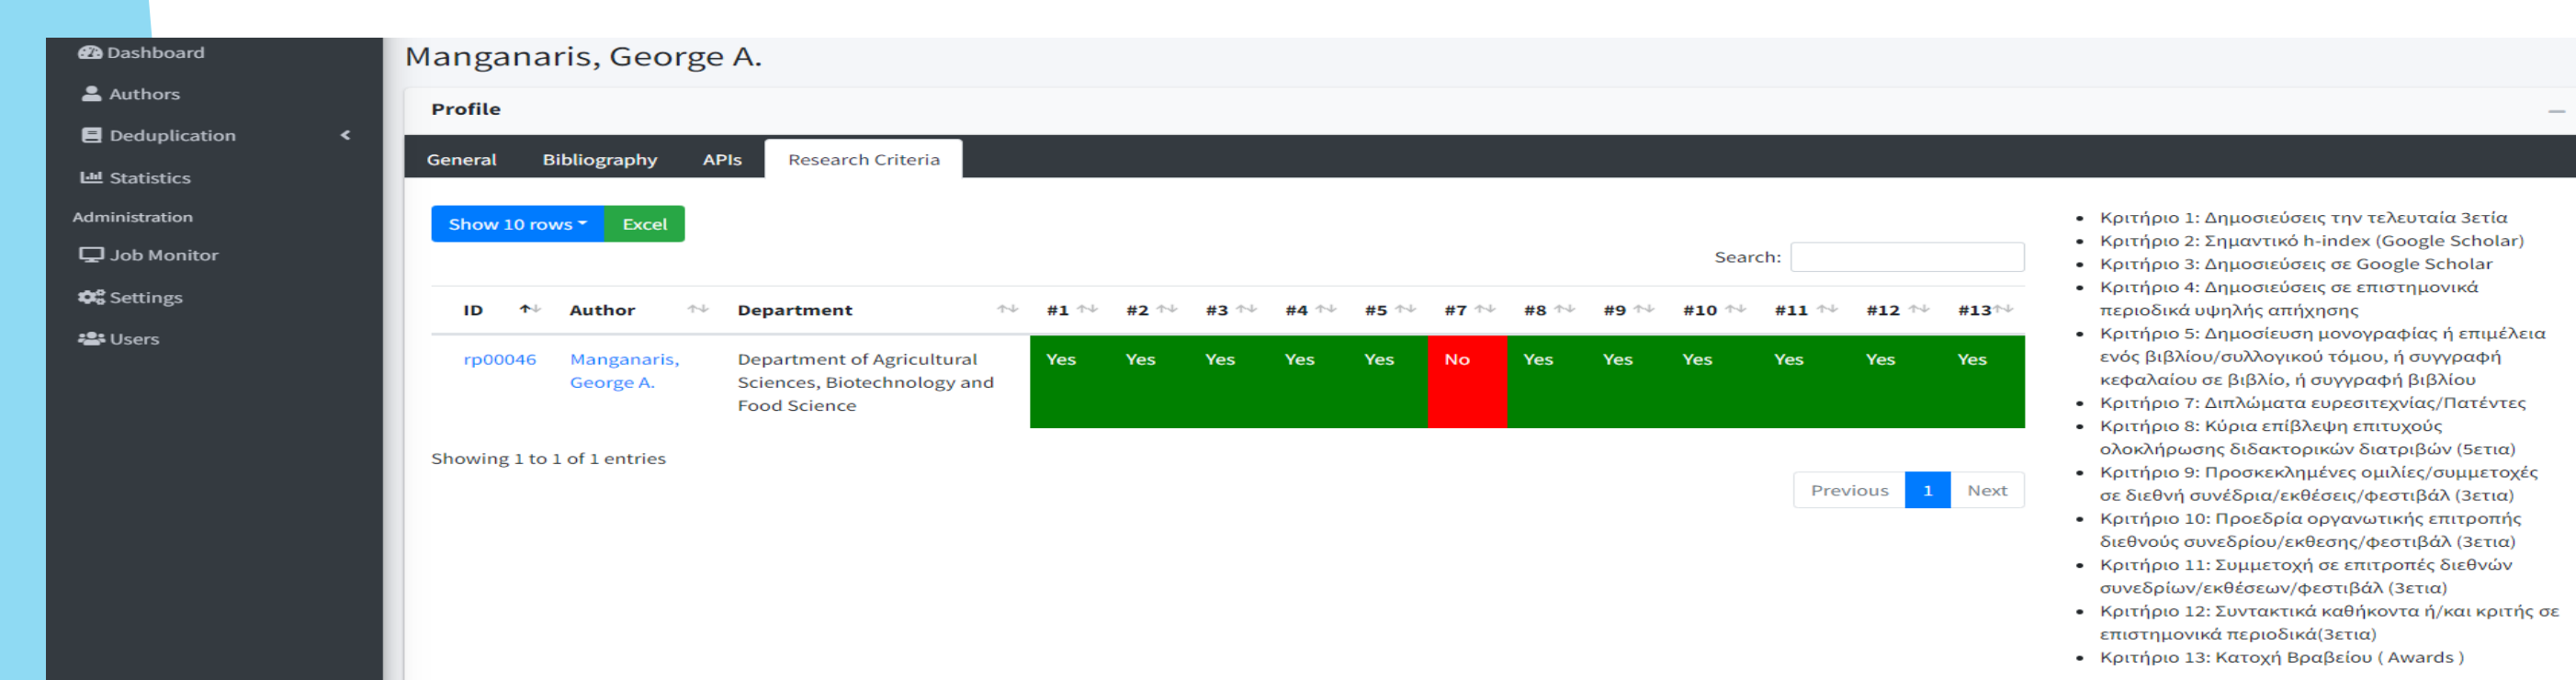 Dashboard
Authors
Deduplication
Statistics
Administration
Job Monitor
Settings
Users
Manganaris, George A.
Profile
General Bibliography APIs Research Criteria
Show 10 rows Excel
Search:
ID Author Department #1 #2 #3 #4 #5 #7 #8 #9 #10 #11 #12 #13
rp00046 Manganaris, Department of Agricultural Yes Yes Yes Yes Yes No Yes Yes Yes Yes Yes Yes
George A. Sciences, Biotechnology and
Food Science
Showing 1 to 1 of 1 entries
Previous 1 Next
• Κριτήριο 1: Δημοσιεύσεις την τελευταία 3ετία
• Κριτήριο 2: Σημαντικό h-index (Google Scholar)
• Κριτήριο 3: Δημοσιεύσεις σε Google Scholar
• Κριτήριο 4: Δημοσιεύσεις σε επιστημονικά
περιοδικά υψηλής απήχησης
• Κριτήριο 5: Δημοσίευση μονογραφίας ή επιμέλεια
ενός βιβλίου/συλλογικού τόμου, ή συγγραφή
κεφαλαίου σε βιβλίο, ή συγγραφή βιβλίου
• Κριτήριο 7: Διπλώματα ευρεσιτεχνίας/Πατέντες
• Κριτήριο 8: Κύρια επίβλεψη επιτυχούς
ολοκλήρωσης διδακτορικών διατριβών (5ετια)
• Κριτήριο 9: Προσκεκλημένες ομιλίες/συμμετοχές
σε διεθνή συνέδρια/εκθέσεις/φεστιβάλ (3ετια)
• Κριτήριο 10: Προεδρία οργανωτικής επιτροπής
διεθνούς συνεδρίου/εκθεσης/φεστιβάλ (3ετια)
• Κριτήριο 11: Συμμετοχή σε επιτροπές διεθνών
συνεδρίων/εκθέσεων/φεστιβάλ (3ετια)
• Κριτήριο 12: Συντακτικά καθήκοντα ή/και κριτής σε
επιστημονικά περιοδικά(3ετια)
• Κριτήριο 13: Κατοχή Βραβείου ( Awards )